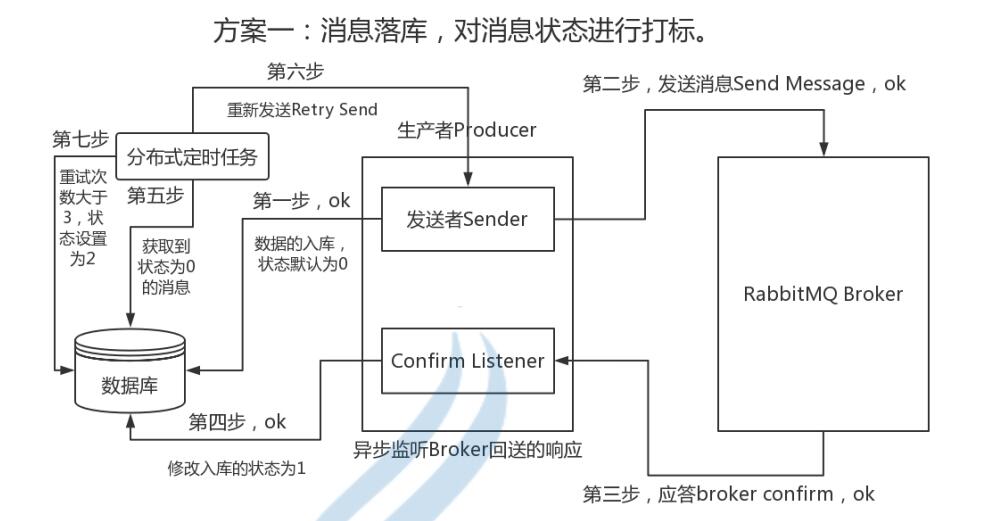 方案一：消息落库，对消息状态进行打标。
第六步
第二步，发送消息Send Message，ok
重新发送Retry Send
生产者Producer
第七步
分布式定时任务
重试次
数大于
3，状
态设置
为2
第五步
第一步，ok
发送者Sender
获取到
状态为0
的消息
数据的入库，
状态默认为0
RabbitMQ Broker
Confirm Listener
数据库
第四步，ok
异步监听Broker回送的响应
修改入库的状态为1
第三步，应答broker confirm，ok